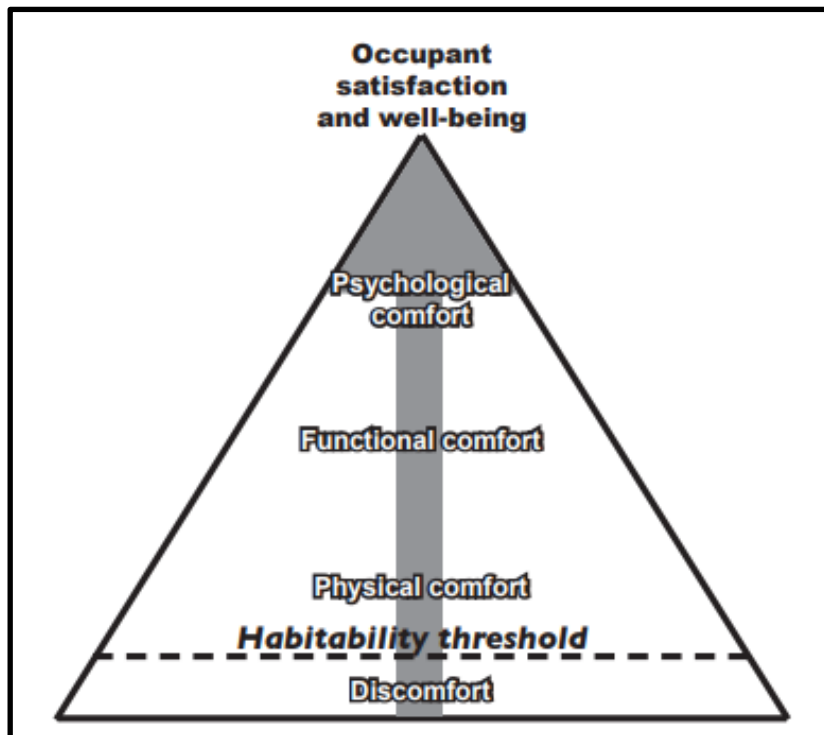 Occupant
satisfaction
and well-being
Psychological
comfort
Functional comfort
Physical comfort
Habitability threshold
Discomfort